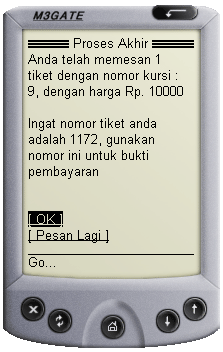 M3GATE
Proses Akhir
Anda telah memesan 1
tiket dengan nomor kursi :
9, dengan harga Rp. 10000
Ingat nomor tiket anda
adalah 1172, gunakan
nomor ini untuk bukti
pembayaran
[ OK ]
[ Pesan Lagi ]
Go...